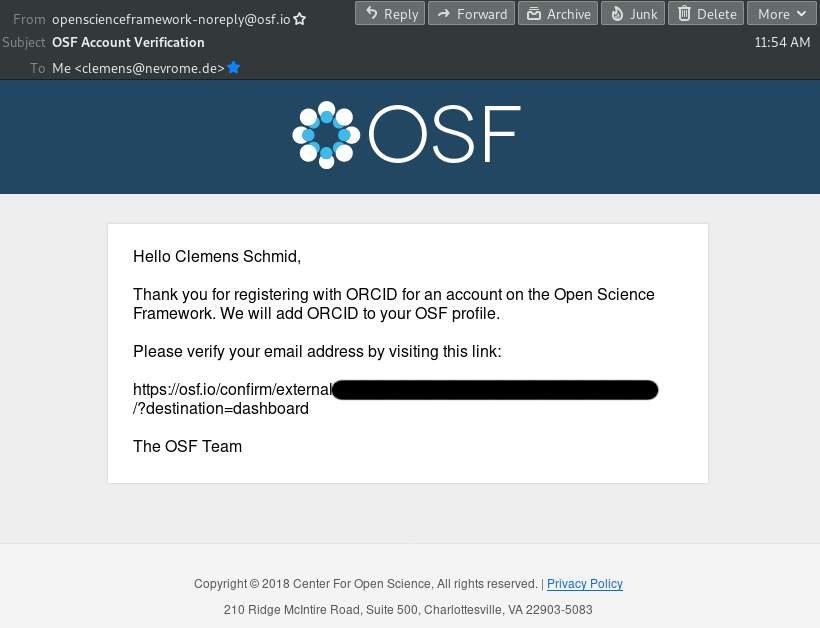 From openscienceframework-noreply@osf.io Reply Forward Archive Junk Delete More
Subject OSF Account Verification 11:54 AM
To Me <clemens@nevrome.de>
OSF
Hello Clemens Schmid,
Thank you for registering with ORCID for an account on the Open Science
Framework. We will add ORCID to your OSF profile.
Please verify your email address by visiting this link:
https://osf.io/confirm/external
/?destination=dashboard
The OSF Team
Copyright © 2018 Center For Open Science, All rights reserved. | Privacy Policy
210 Ridge McIntire Road, Suite 500, Charlottesville, VA 22903-5083